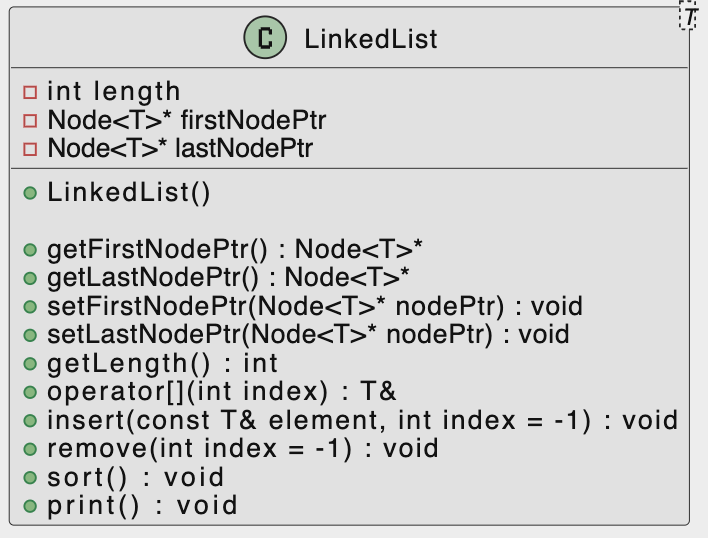 T
C LinkedList
int length
Node<T>* firstNodePtr
Node<T>* lastNodePtr
LinkedList()
getFirstNodePtr() : Node<T>*
getLastNodePtr() : Node<T>*
setFirstNodePtr(Node<T>* nodePtr) : void
setLastNodePtr(Node<T>* nodePtr) : void
getLength() : int
operator[](int index) : T&
insert(const T& element, int index = -1) : void
remove(int index = -1) : void
sort() : void
print() : void